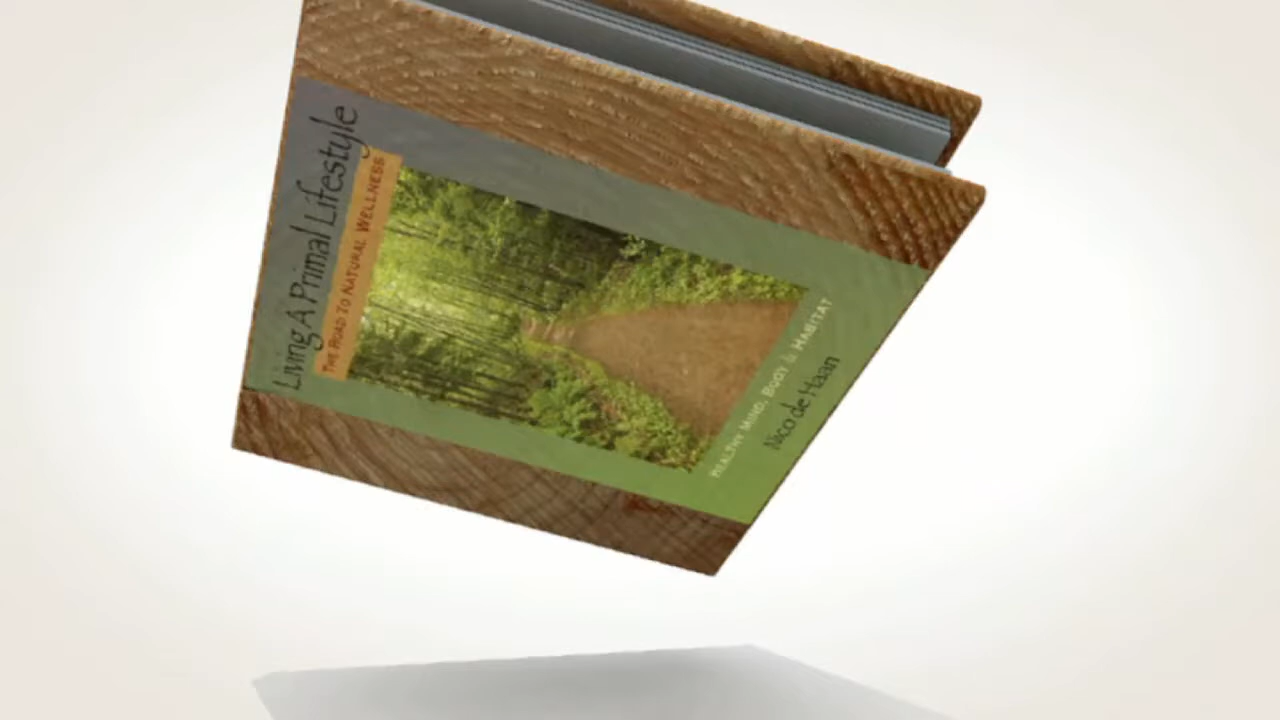 Living A Primal Lifestyle
THE ROAD TO NATURAL WELLNESS
HEALTHY MIND, BODY & HABITAT
Nico de Haan